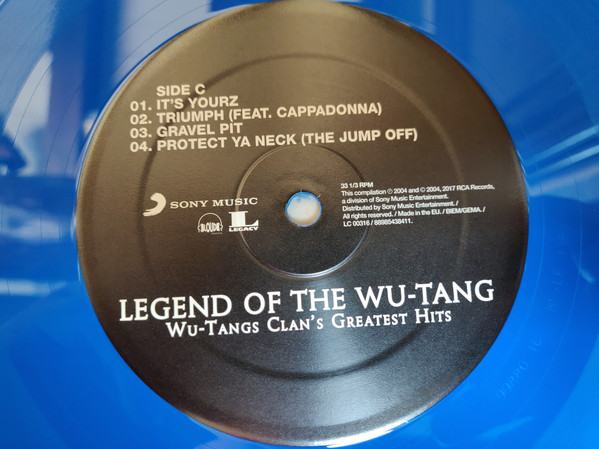 SIDE C
01. IT'S YOURZ
02. TRIUMPH (FEAT. CAPPADONNA)
03. GRAVEL PIT
04. PROTECT YA NECK (THE JUMP OFF)
SONY MUSIC
LOUD
L
LEGACY
33 1/3 RPM
This compilation ℗ 2004 and © 2004, 2017 RCA Records,
a division of Sony Music Entertainment. /
Distributed by Sony Music Entertainment. /
All rights reserved. / Made in the EU. / BIEM/GEMA. /
LC 00316 / 88985438411.
LEGEND OF THE WU-TANG
WU-TANGS CLAN'S GREATEST HITS